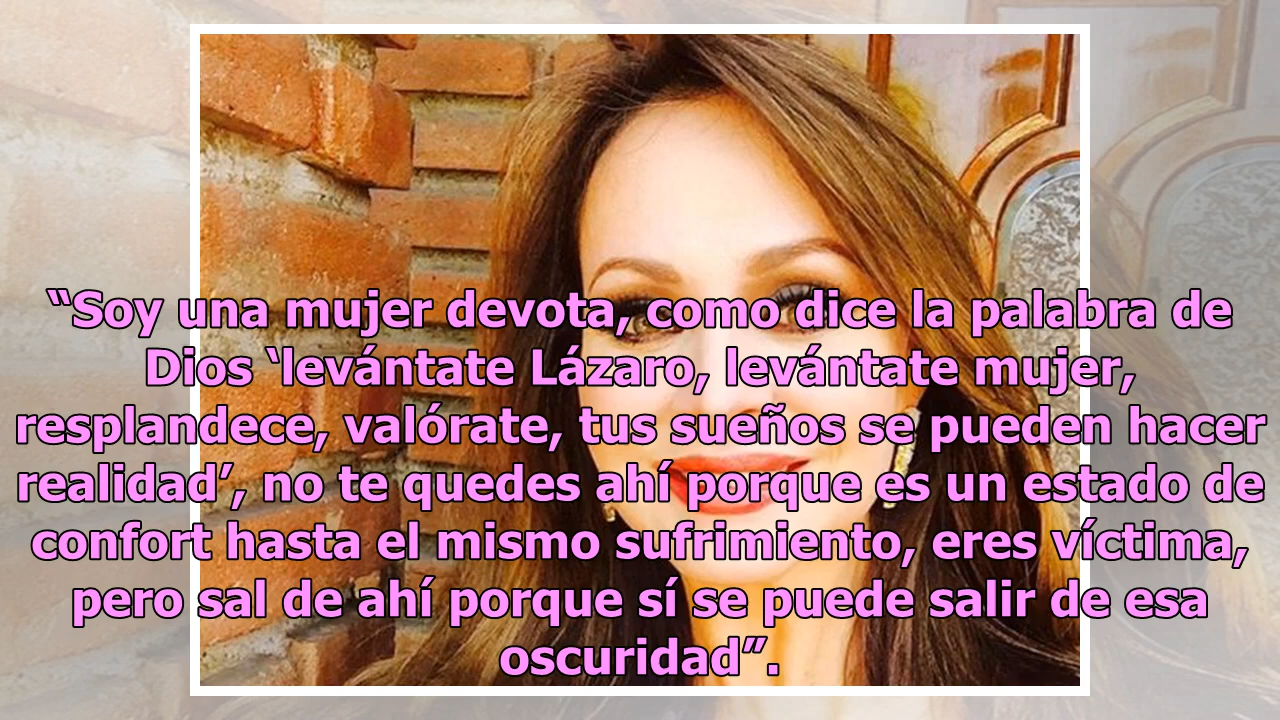 “Soy una mujer devota, como dice la palabra de
Dios ‘levántate Lázaro, levántate mujer,
resplandece, valórate, tus sueños se pueden hacer
realidad’, no te quedes ahí porque es un estado de
confort hasta el mismo sufrimiento, eres víctima,
pero sal de ahí porque sí se puede salir de esa
oscuridad”.